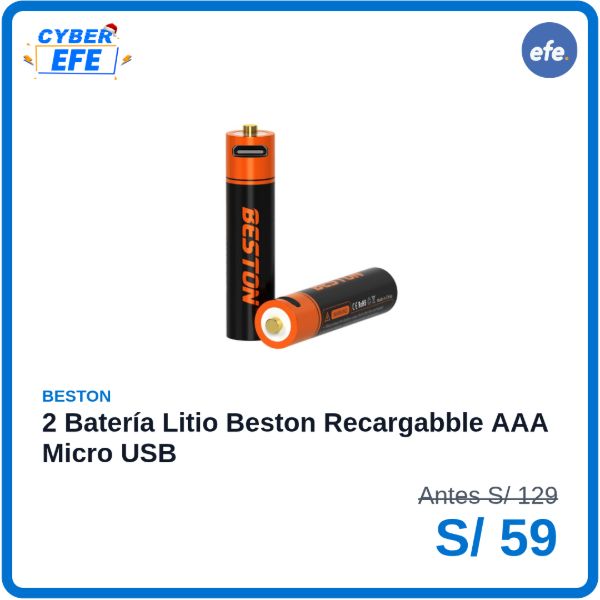 CYBER
EFE
efe.
BESTON
BESTON
BESTON
2 Batería Litio Beston Recargabble AAA
Micro USB
Antes S/ 129
S/ 59